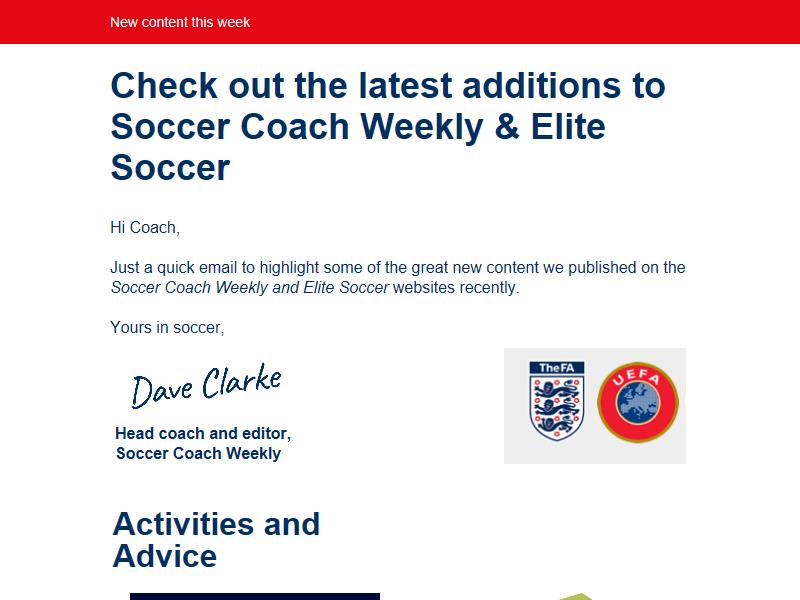 New content this week
Check out the latest additions to
Soccer Coach Weekly & Elite
Soccer
Hi Coach,
Just a quick email to highlight some of the great new content we published on the
Soccer Coach Weekly and Elite Soccer websites recently.
Yours in soccer,
Dave Clarke
TheFA
UEFA
Head coach and editor,
Soccer Coach Weekly
Activities and
Advice